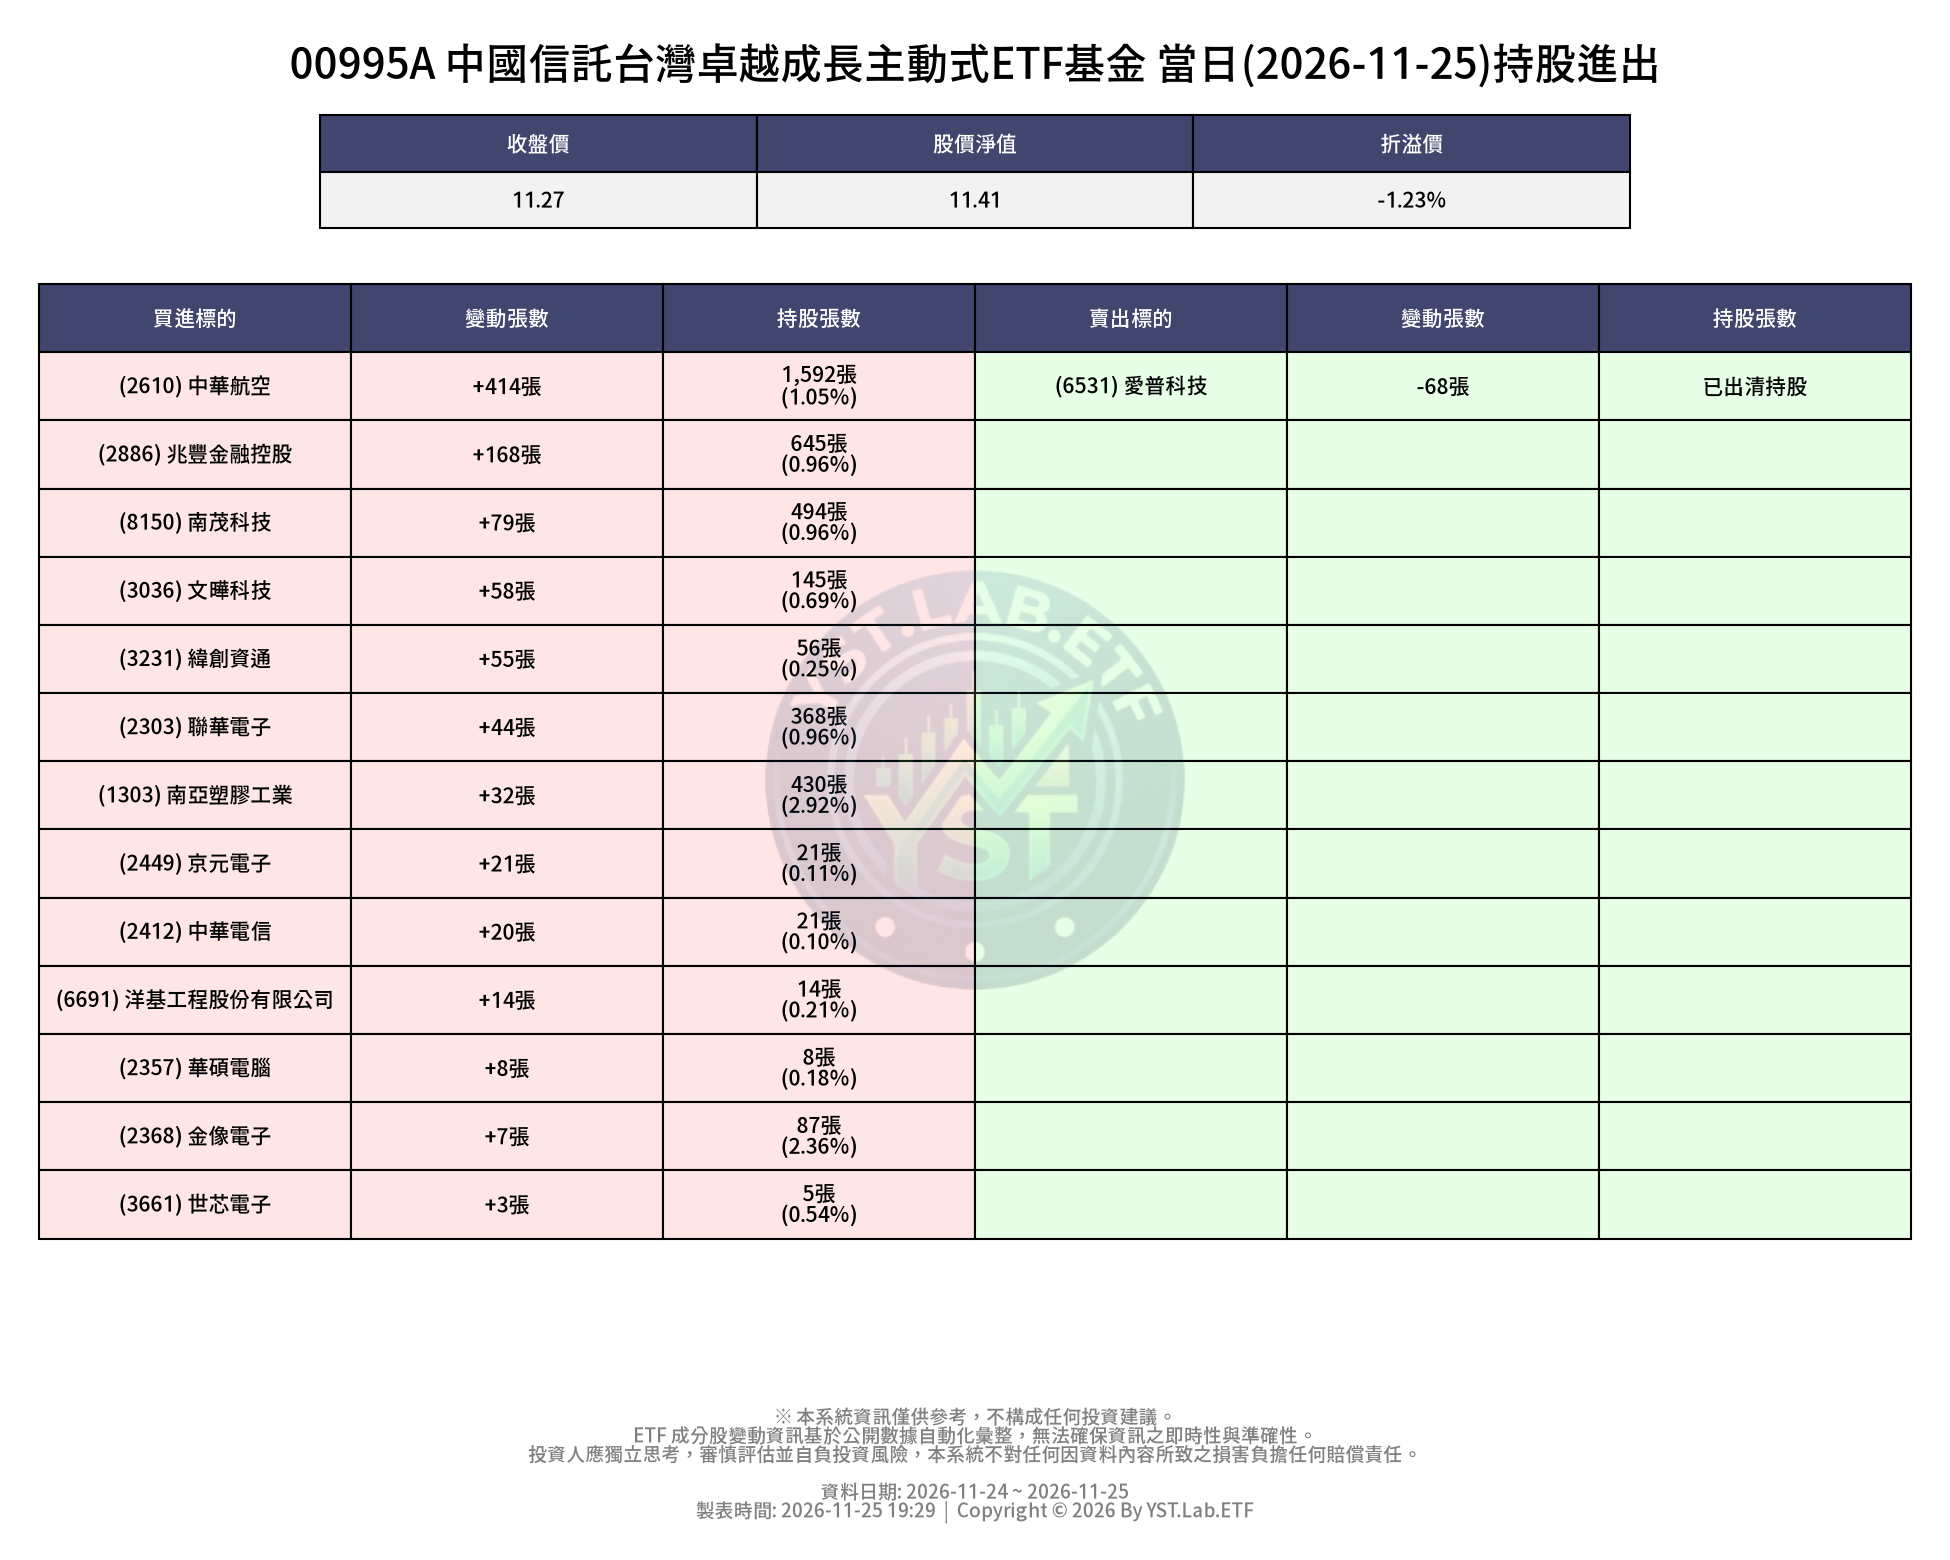 00995A 中國信託台灣卓越成長主動式ETF基金 當日(2026-11-25)持股進出
收盤價 股價淨值 折溢價
11.27 11.41 -1.23%
買進標的 變動張數 持股張數 賣出標的 變動張數 持股張數
(2610) 中華航空 +414張 1,592張 (1.05%) (6531) 愛普科技 -68張 已出清持股
(2886) 兆豐金融控股 +168張 645張 (0.96%)
(8150) 南茂科技 +79張 494張 (0.96%)
(3036) 文曄科技 +58張 145張 (0.69%)
(3231) 緯創資通 +55張 56張 (0.25%)
(2303) 聯華電子 +44張 368張 (0.96%)
(1303) 南亞塑膠工業 +32張 430張 (2.92%)
(2449) 京元電子 +21張 21張 (0.11%)
(2412) 中華電信 +20張 21張 (0.10%)
(6691) 洋基工程股份有限公司 +14張 14張 (0.21%)
(2357) 華碩電腦 +8張 8張 (0.18%)
(2368) 金像電子 +7張 87張 (2.36%)
(3661) 世芯電子 +3張 5張 (0.54%)
YST.LAB.ETF
YST
※ 本系統資訊僅供參考，不構成任何投資建議。
ETF 成分股變動資訊基於公開數據自動化彙整，無法確保資訊之即時性與準確性。
投資人應獨立思考，審慎評估並自負投資風險，本系統不對任何因資料內容所致之損害負擔任何賠償責任。
資料日期: 2026-11-24 ~ 2026-11-25
製表時間: 2026-11-25 19:29 | Copyright © 2026 By YST.Lab.ETF